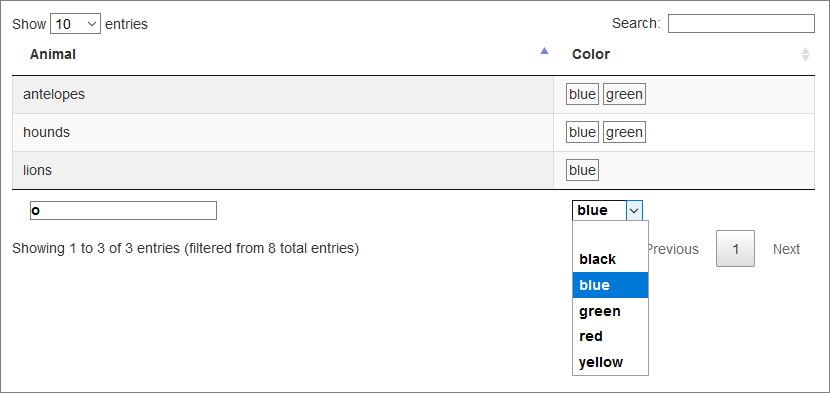 Show 10 entries Search:
Animal Color
antelopes blue green
hounds blue green
lions blue
o blue
Showing 1 to 3 of 3 entries (filtered from 8 total entries) Previous 1 Next
black
blue
green
red
yellow